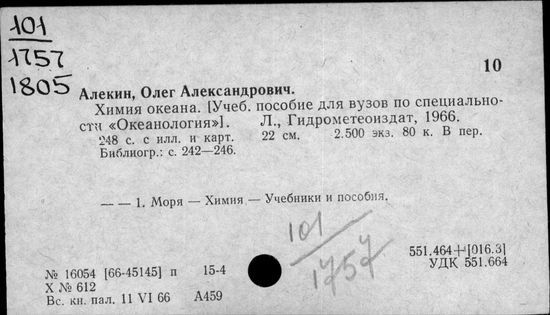 101
1757
1805
10
Алекин, Олег Александрович.
Химия океана. [Учеб. пособие для вузов по специально-
сти «Океанология»]. Л., Гидрометеоиздат, 1966.
248 с. с илл. и карт. 22 см. 2.500 экз. 80 к. В пер.
Библиогр.: с. 242—246.
— — 1. Моря — Химия — Учебники и пособия.
101
1757
551.464+[016.3]
УДК 551.664
№ 16054 [66-45145] п 15-4
X № 612
Вс. кн. пал. 11 VI 66 А459